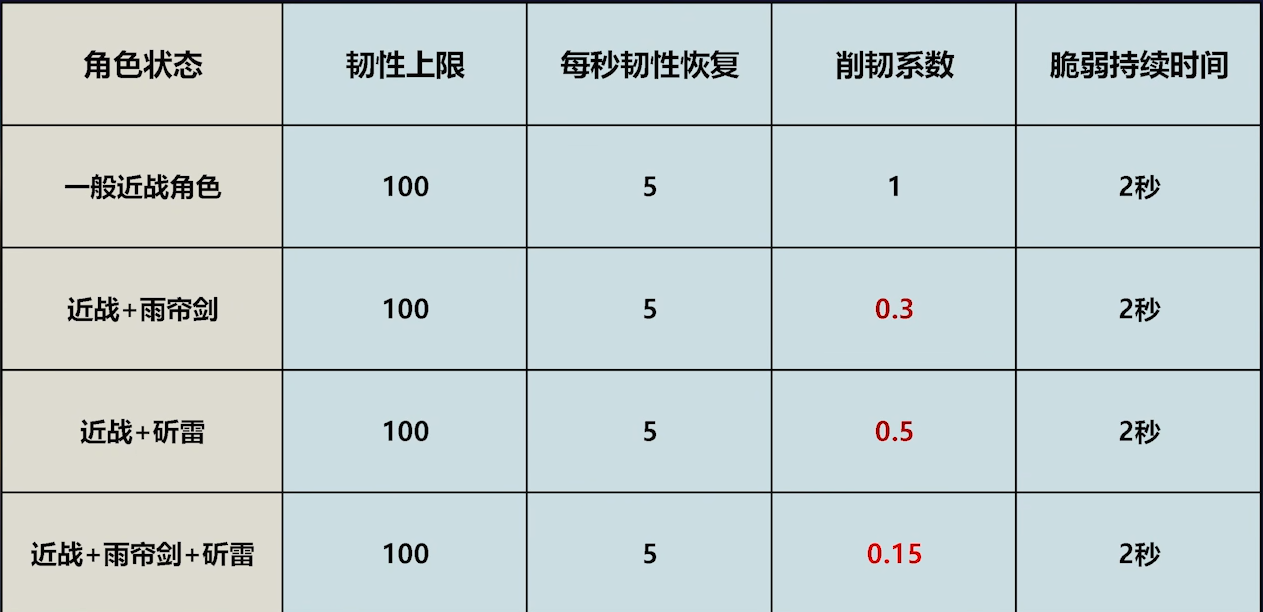 角色状态 韧性上限 每秒韧性恢复 削韧系数 脆弱持续时间
一般近战角色 100 5 1 2秒
近战+雨帘剑 100 5 0.3 2秒
近战+斫雷 100 5 0.5 2秒
近战+雨帘剑+斫雷 100 5 0.15 2秒